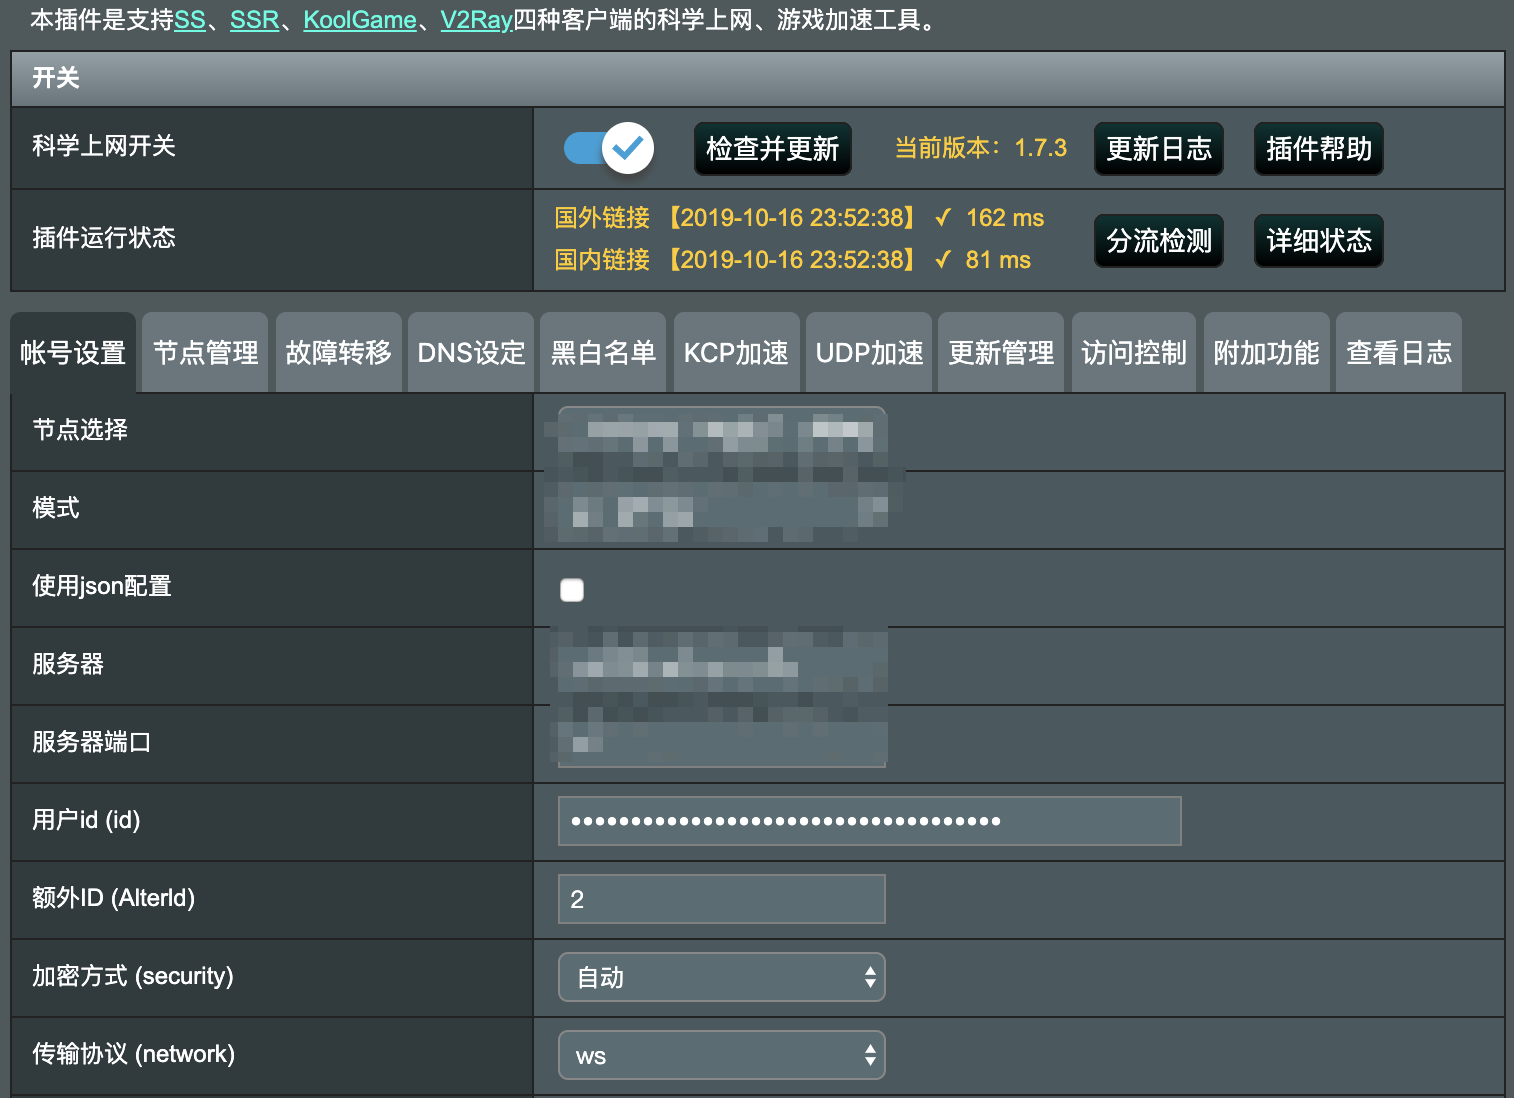 本插件是支持SS、SSR、KoolGame、V2Ray四种客户端的科学上网、游戏加速工具。
开关
科学上网开关 检查并更新 当前版本：1.7.3 更新日志 插件帮助
插件运行状态
国外链接 【2019-10-16 23:52:38】 ✓ 162 ms
国内链接 【2019-10-16 23:52:38】 ✓ 81 ms
分流检测 详细状态
帐号设置 节点管理 故障转移 DNS设定 黑白名单 KCP加速 UDP加速 更新管理 访问控制 附加功能 查看日志
节点选择
模式
使用json配置
服务器
服务器端口
用户id (id) ••••••••••••••••••••••••••••••••••••
额外ID (AlterId) 2
加密方式 (security) 自动
传输协议 (network) ws